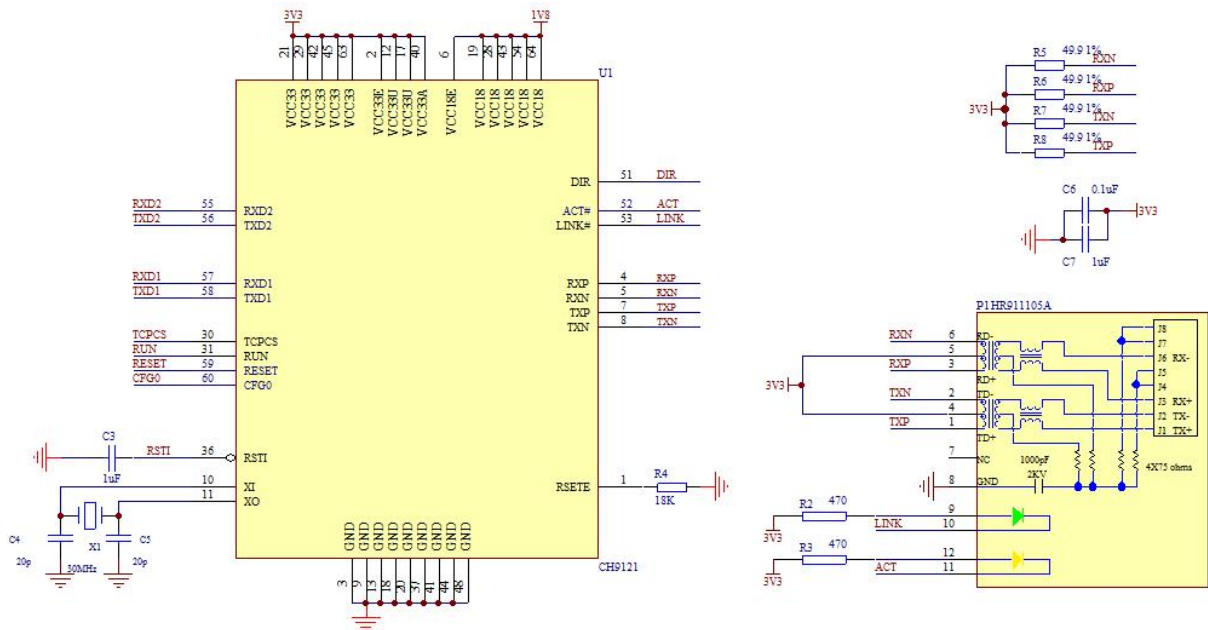 3V3
1V8
21
29
42
45
63
2
12
17
40
6
19
28
43
54
64
U1
VCC33
VCC33
VCC33
VCC33
VCC33
VCC33E
VCC33U
VCC33U
VCC33A
VCC18E
VCC18
VCC18
VCC18
VCC18
VCC18
DIR 51 DIR
ACT# 52 ACT
LINK# 53 LINK
RXD2 55 RXD2
TXD2 56 TXD2
RXD1 57 RXD1
TXD1 58 TXD1
RXP 4 RXP
RXN 5 RXN
TXP 7 TXP
TXN 8 TXN
TCPCS 30 TCPCS
RUN 31 RUN
RESET 59 RESET
CFG0 60 CFG0
C3
1uF
RSTI 36 RSTI
10 XI
11 XO
C4
20p
X1
30MHz
C5
20p
RSETE 1
R4
18K
GND
GND
GND
GND
GND
GND
GND
GND
GND
3
9
13
18
20
37
41
44
48
CH9121
R5 49.9 1% RXN
R6 49.9 1% RXP
3V3
R7 49.9 1% TXN
R8 49.9 1% TXP
C6 0.1uF
3V3
C7 1uF
P1HR911105A
RXN 6 RD-
5
RXP 3 RD+
3V3
TXN 2 TD-
4
TXP 1 TD+
7 NC
8 GND
1000pF
2KV
4X75 ohms
J8
J7
J6 RX-
J5
J4
J3 RX+
J2 TX-
J1 TX+
R2 470 9
3V3
LINK 10
R3 470 12
3V3
ACT 11